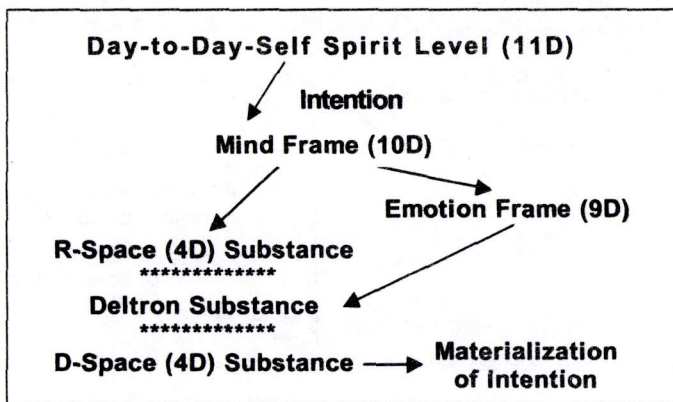 Day-to-Day-Self Spirit Level (11D)
Intention
Mind Frame (10D)
Emotion Frame (9D)
R-Space (4D) Substance
*************
Deltron Substance
*************
D-Space (4D) Substance
Materialization
of Intention